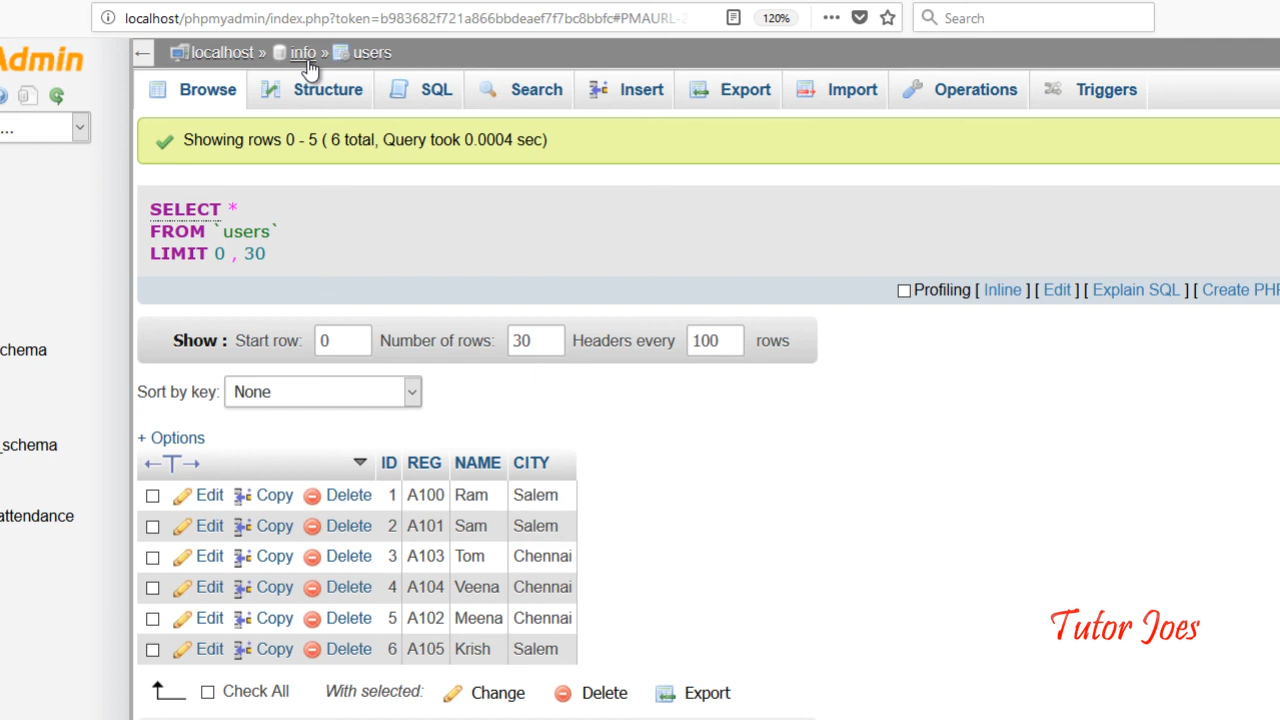 localhost/phpmyadmin/index.php?token=b983682f721a866bbdeaef7f7bc8bbfc#PMAURL-2
120%
Search
Admin
localhost » info » users
Browse Structure SQL Search Insert Export Import Operations Triggers
...
Showing rows 0 - 5 ( 6 total, Query took 0.0004 sec)
SELECT *
FROM `users`
LIMIT 0 , 30
Profiling [ Inline ] [ Edit ] [ Explain SQL ] [ Create PHP
Show : Start row: 0 Number of rows: 30 Headers every 100 rows
chema
Sort by key: None
+ Options
_schema
ID REG NAME CITY
Edit Copy Delete 1 A100 Ram Salem
attendance
Edit Copy Delete 2 A101 Sam Salem
Edit Copy Delete 3 A103 Tom Chennai
Edit Copy Delete 4 A104 Veena Chennai
Edit Copy Delete 5 A102 Meena Chennai
Edit Copy Delete 6 A105 Krish Salem
Tutor Joes
Check All With selected: Change Delete Export